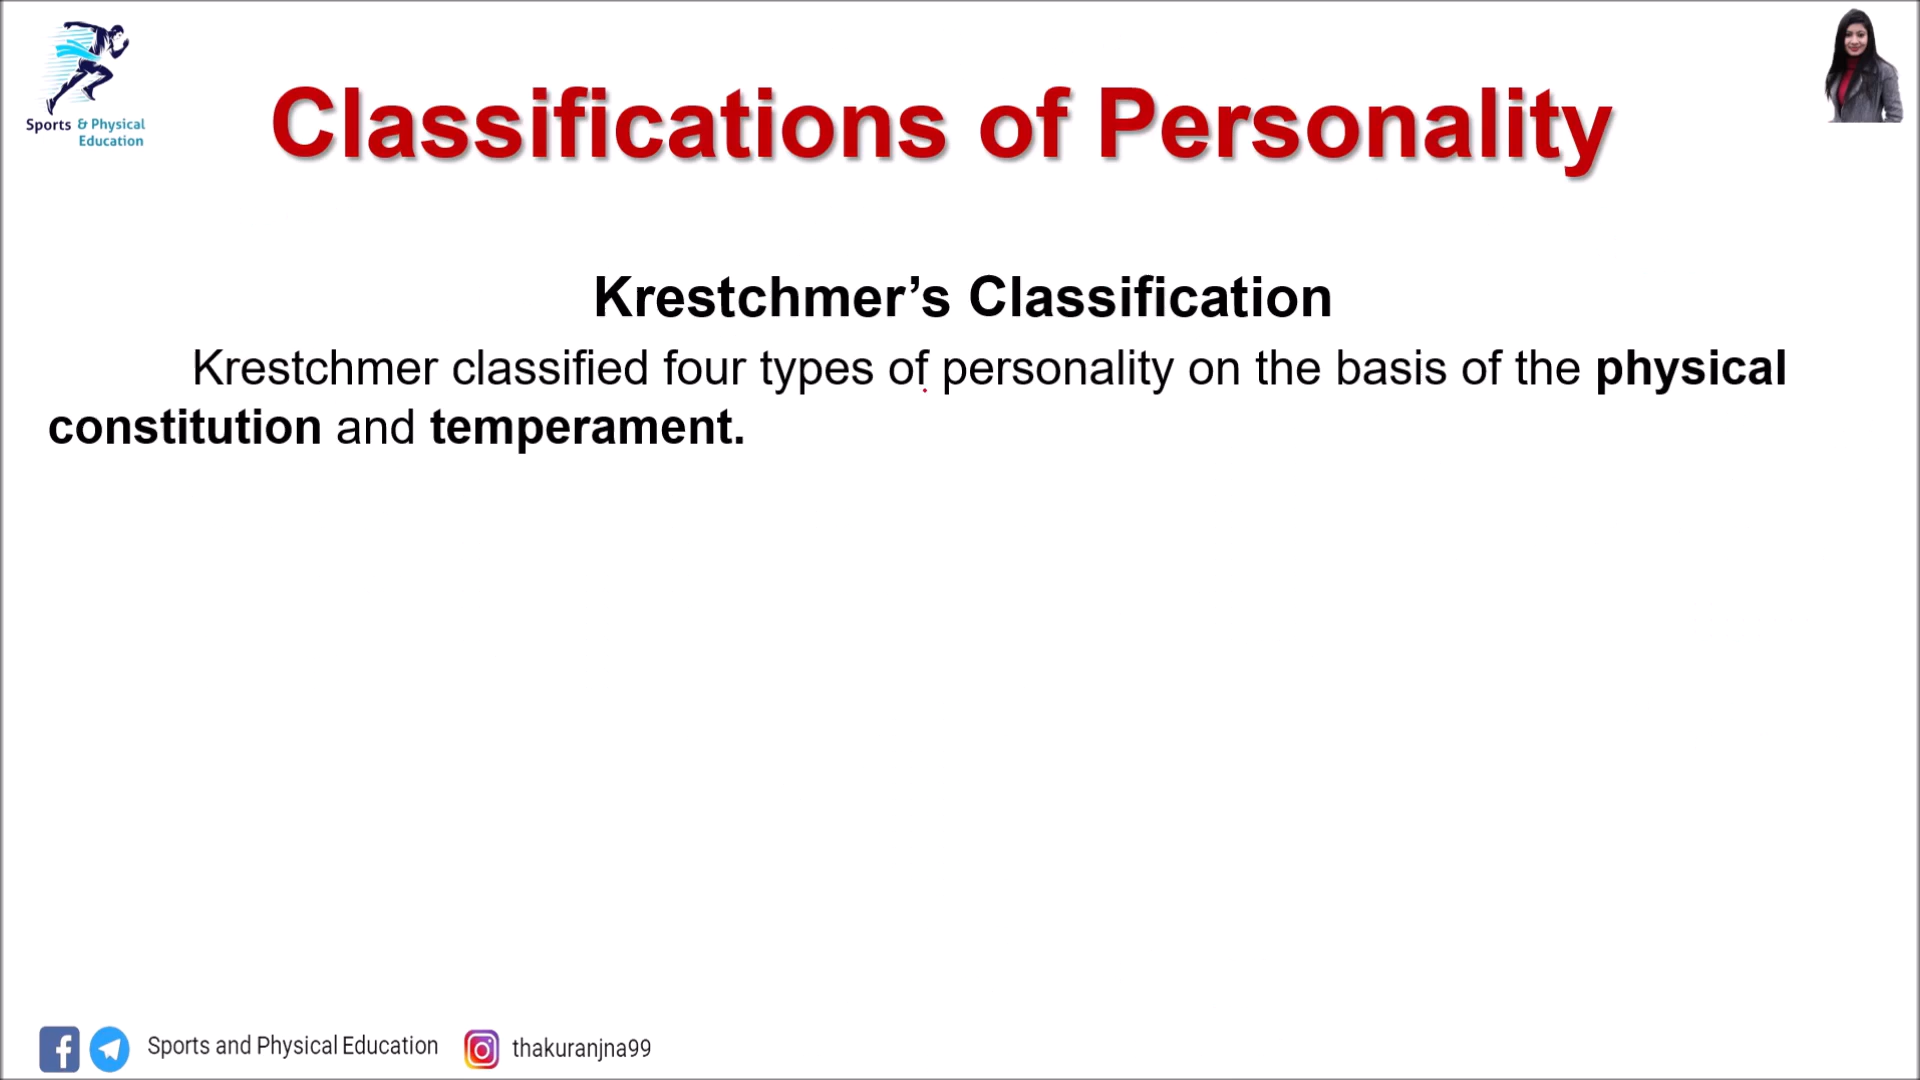 Sports & Physical
Education
Classifications of Personality
Krestchmer’s Classification
Krestchmer classified four types of personality on the basis of the physical
constitution and temperament.
Sports and Physical Education
thakuranjna99